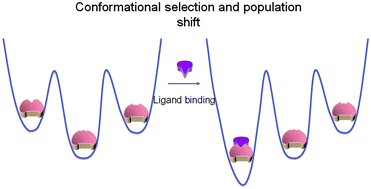 Conformational selection and population
shift
Ligand binding